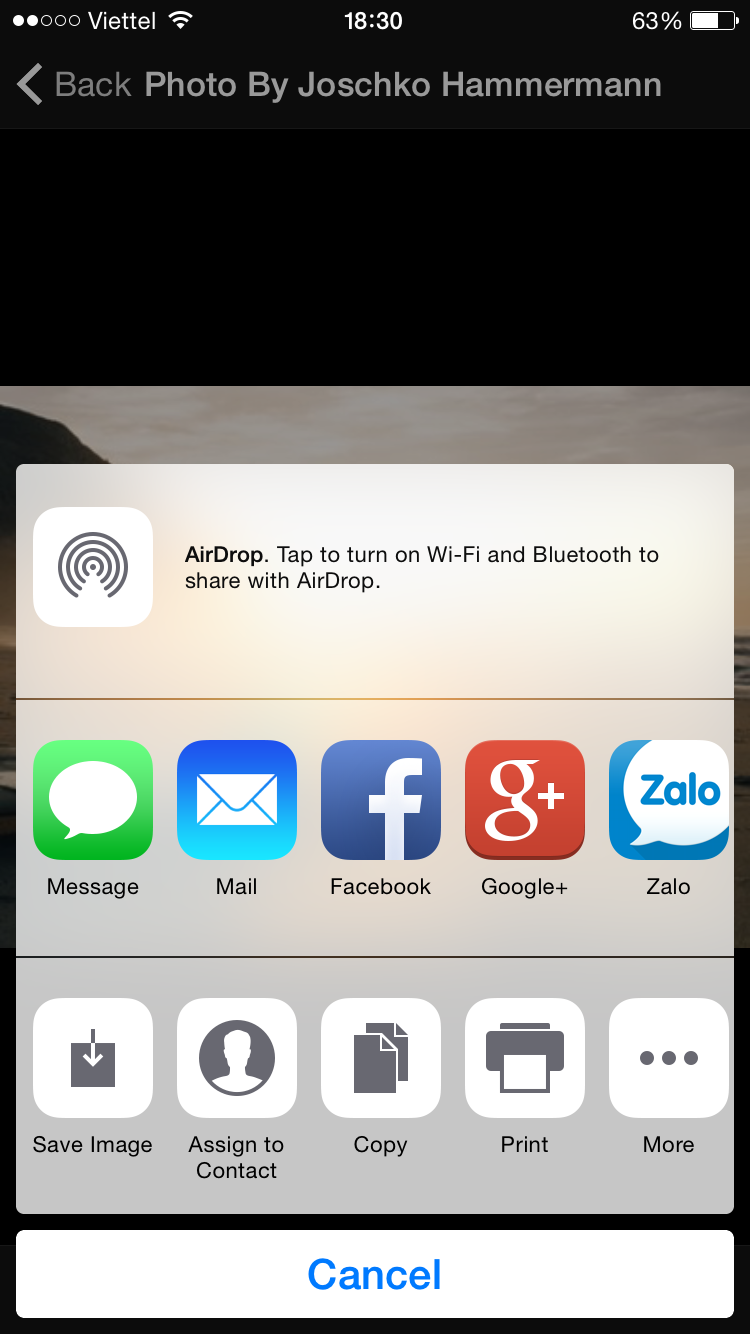 Viettel 18:30 63%
Back Photo By Joschko Hammermann
AirDrop. Tap to turn on Wi-Fi and Bluetooth to
share with AirDrop.
f g+ Zalo
Message Mail Facebook Google+ Zalo
Save Image Assign to Copy Print More
Contact
Cancel